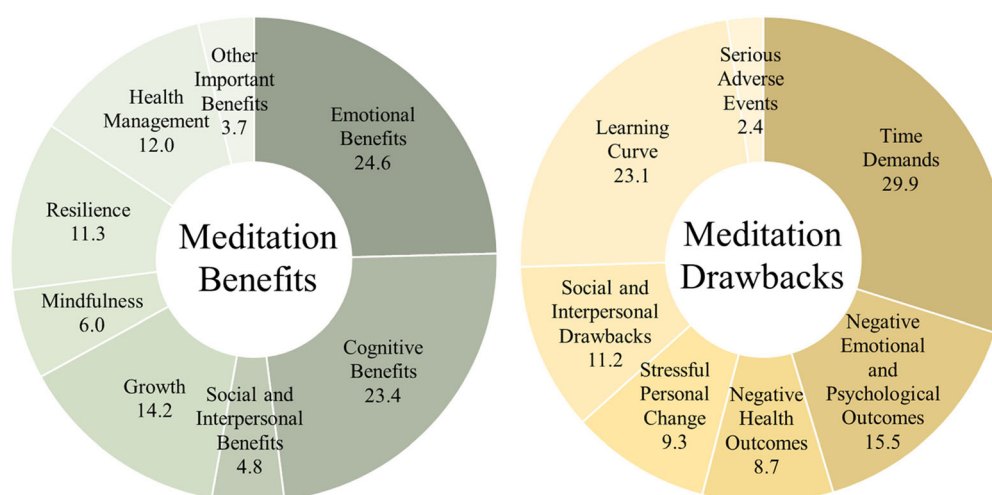 Meditation
Benefits
Emotional
Benefits
24.6
Cognitive
Benefits
23.4
Social and
Interpersonal
Benefits
4.8
Growth
14.2
Mindfulness
6.0
Resilience
11.3
Health
Management
12.0
Other
Important
Benefits
3.7
Meditation
Drawbacks
Time
Demands
29.9
Negative
Emotional
and
Psychological
Outcomes
15.5
Negative
Health
Outcomes
8.7
Stressful
Personal
Change
9.3
Social and
Interpersonal
Drawbacks
11.2
Learning
Curve
23.1
Serious
Adverse
Events
2.4